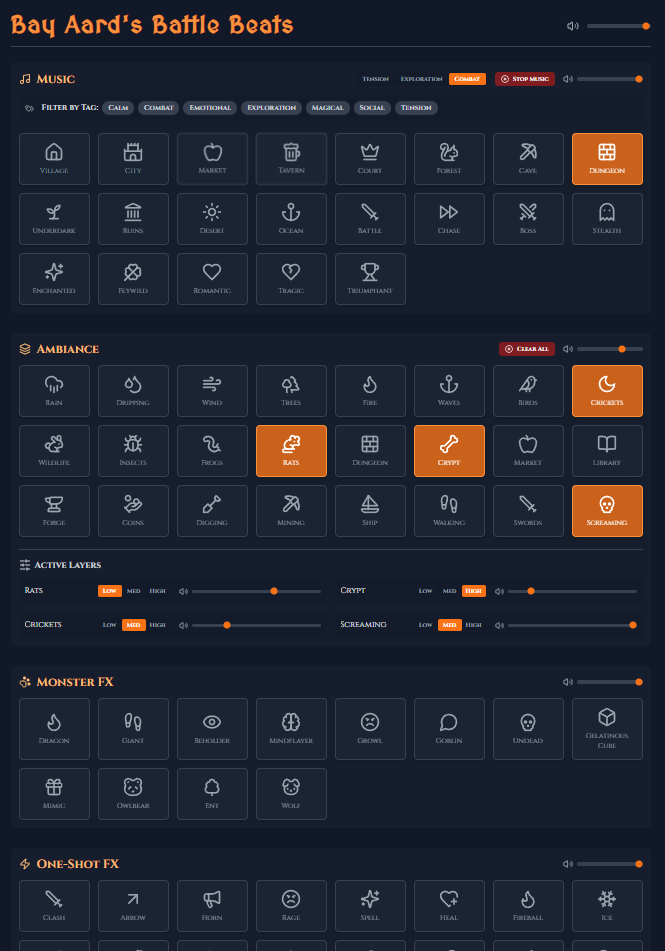 Bay Aard's Battle Beats
Music
Tension Exploration Combat Stop Music
Filter by Tag: Calm Combat Emotional Exploration Magical Social Tension
Village City Market Tavern Court Forest Cave Dungeon
Underdark Ruins Desert Ocean Battle Chase Boss Stealth
Enchanted Feywild Romantic Tragic Triumphant
Ambiance
Clear All
Rain Dripping Wind Trees Fire Waves Birds Crickets
Wildlife Insects Frogs Rats Dungeon Crypt Market Library
Forge Coins Digging Mining Ship Walking Swords Screaming
Active Layers
Rats Low Med High Crypt Low Med High
Crickets Low Med High Screaming Low Med High
Monster FX
Dragon Giant Beholder Mindflayer Growl Goblin Undead Gelatinous Cube
Mimic Owlbear Ent Wolf
One-Shot FX
Clash Arrow Horn Rage Spell Heal Fireball Ice